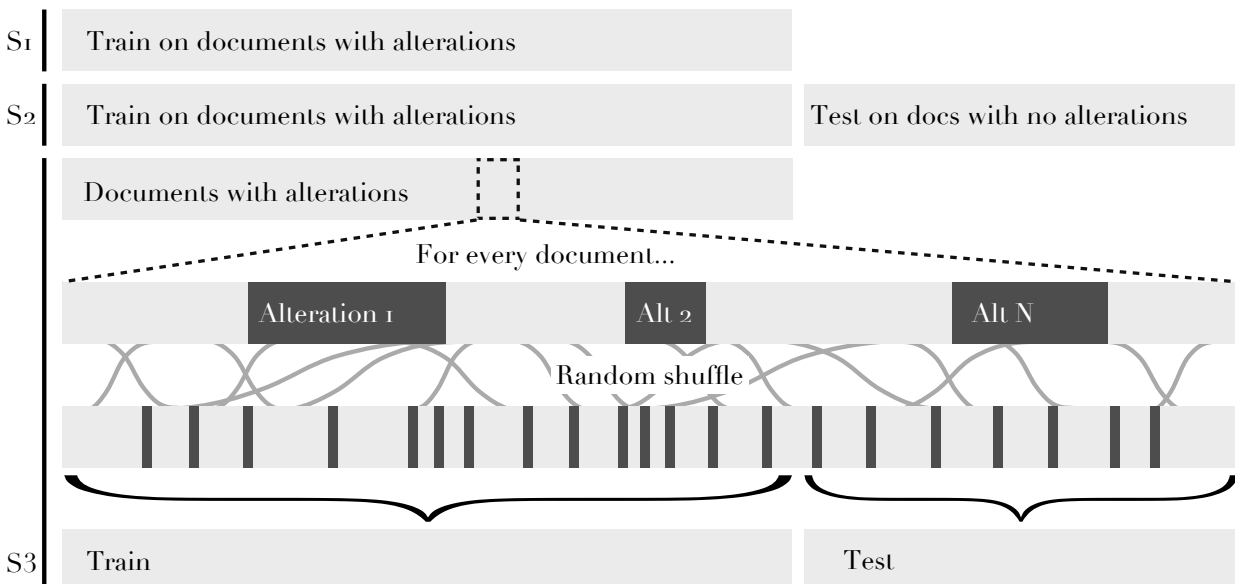 S1 Train on documents with alterations
S2 Train on documents with alterations Test on docs with no alterations
Documents with alterations
For every document...
Alteration 1 Alt 2 Alt N
Random shuffle
S3 Train Test